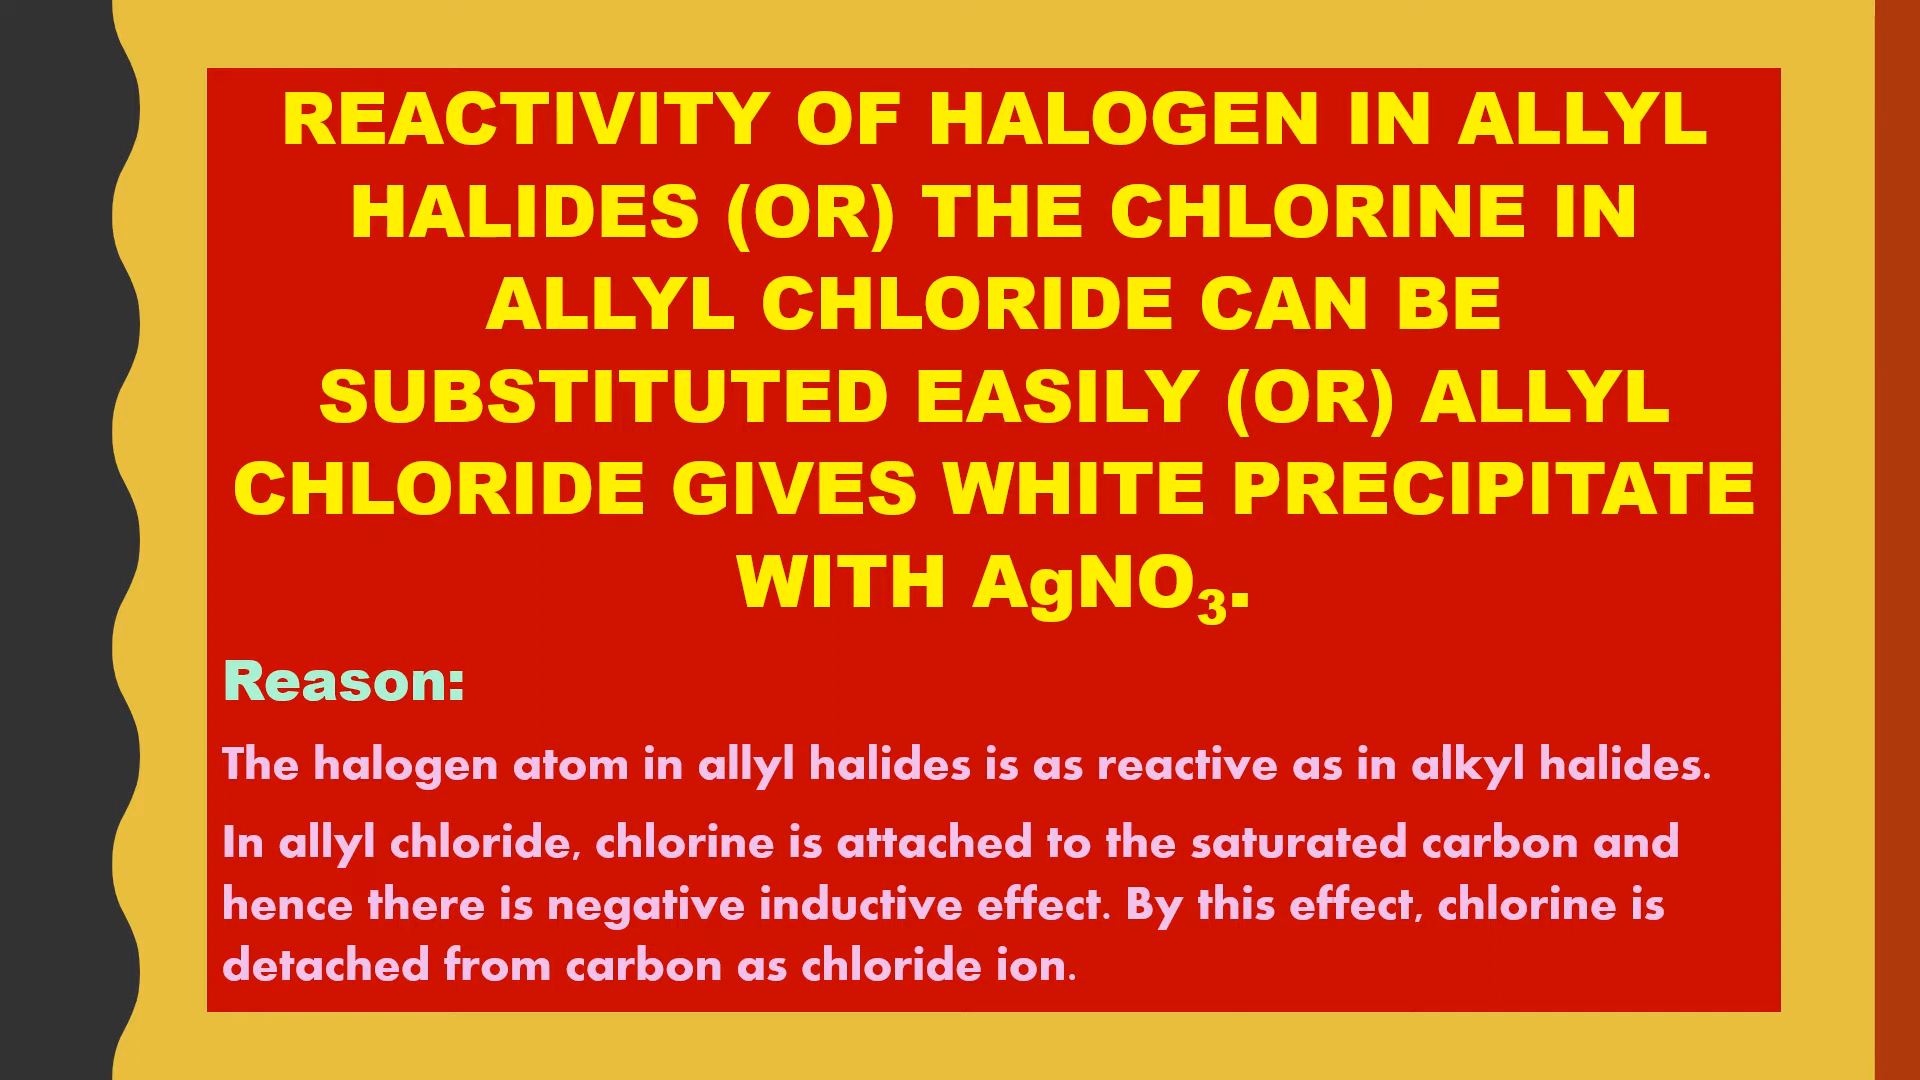 REACTIVITY OF HALOGEN IN ALLYL
HALIDES (OR) THE CHLORINE IN
ALLYL CHLORIDE CAN BE
SUBSTITUTED EASILY (OR) ALLYL
CHLORIDE GIVES WHITE PRECIPITATE
WITH AgNO₃.
Reason:
The halogen atom in allyl halides is as reactive as in alkyl halides.
In allyl chloride, chlorine is attached to the saturated carbon and
hence there is negative inductive effect. By this effect, chlorine is
detached from carbon as chloride ion.